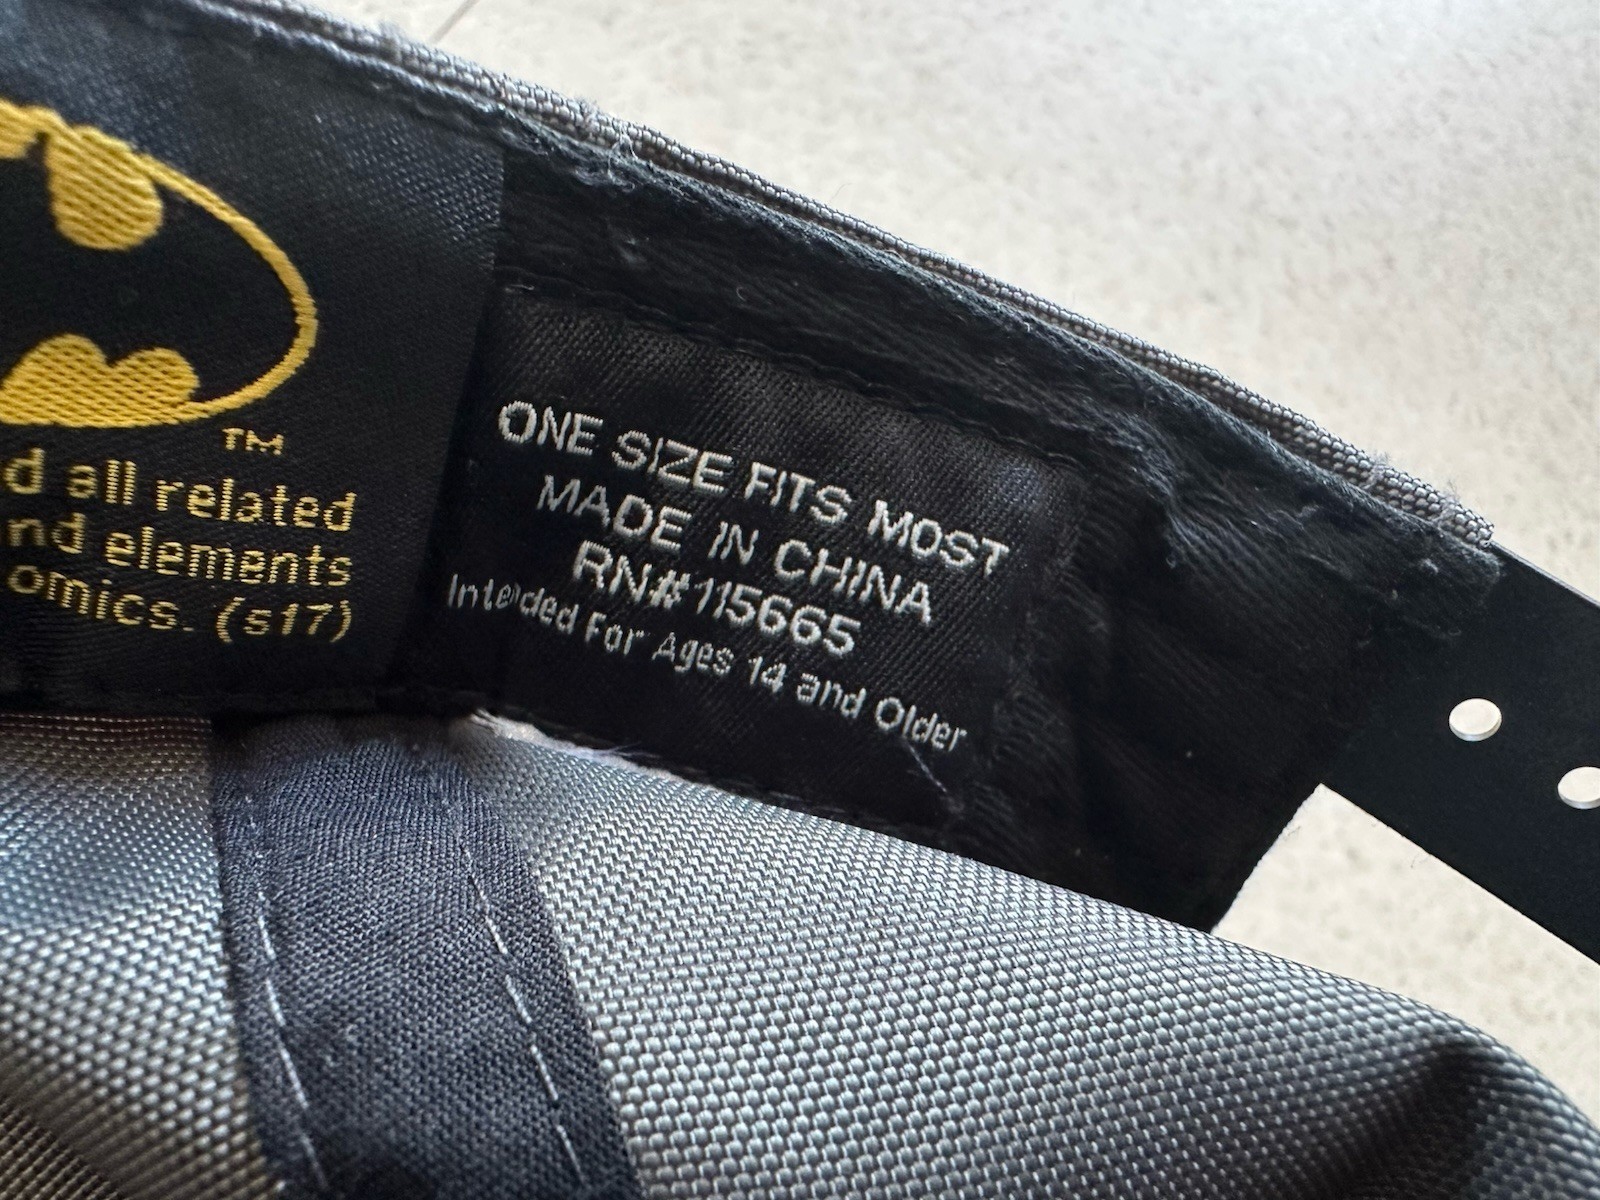 TM
d all related
nd elements
omics. (s17)
ONE SIZE FITS MOST
MADE IN CHINA
RN#115665
Intended For Ages 14 and Older